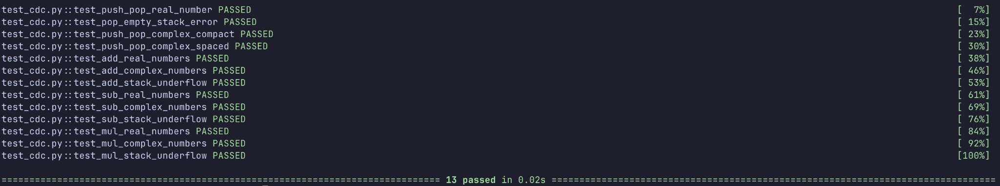 test_cdc.py::test_push_pop_real_number PASSED [  7%]
test_cdc.py::test_pop_empty_stack_error PASSED [ 15%]
test_cdc.py::test_push_pop_complex_compact PASSED [ 23%]
test_cdc.py::test_push_pop_complex_spaced PASSED [ 30%]
test_cdc.py::test_add_real_numbers PASSED [ 38%]
test_cdc.py::test_add_complex_numbers PASSED [ 46%]
test_cdc.py::test_add_stack_underflow PASSED [ 53%]
test_cdc.py::test_sub_real_numbers PASSED [ 61%]
test_cdc.py::test_sub_complex_numbers PASSED [ 69%]
test_cdc.py::test_sub_stack_underflow PASSED [ 76%]
test_cdc.py::test_mul_real_numbers PASSED [ 84%]
test_cdc.py::test_mul_complex_numbers PASSED [ 92%]
test_cdc.py::test_mul_stack_underflow PASSED [100%]
=============================================================================== 13 passed in 0.02s ================================================================================